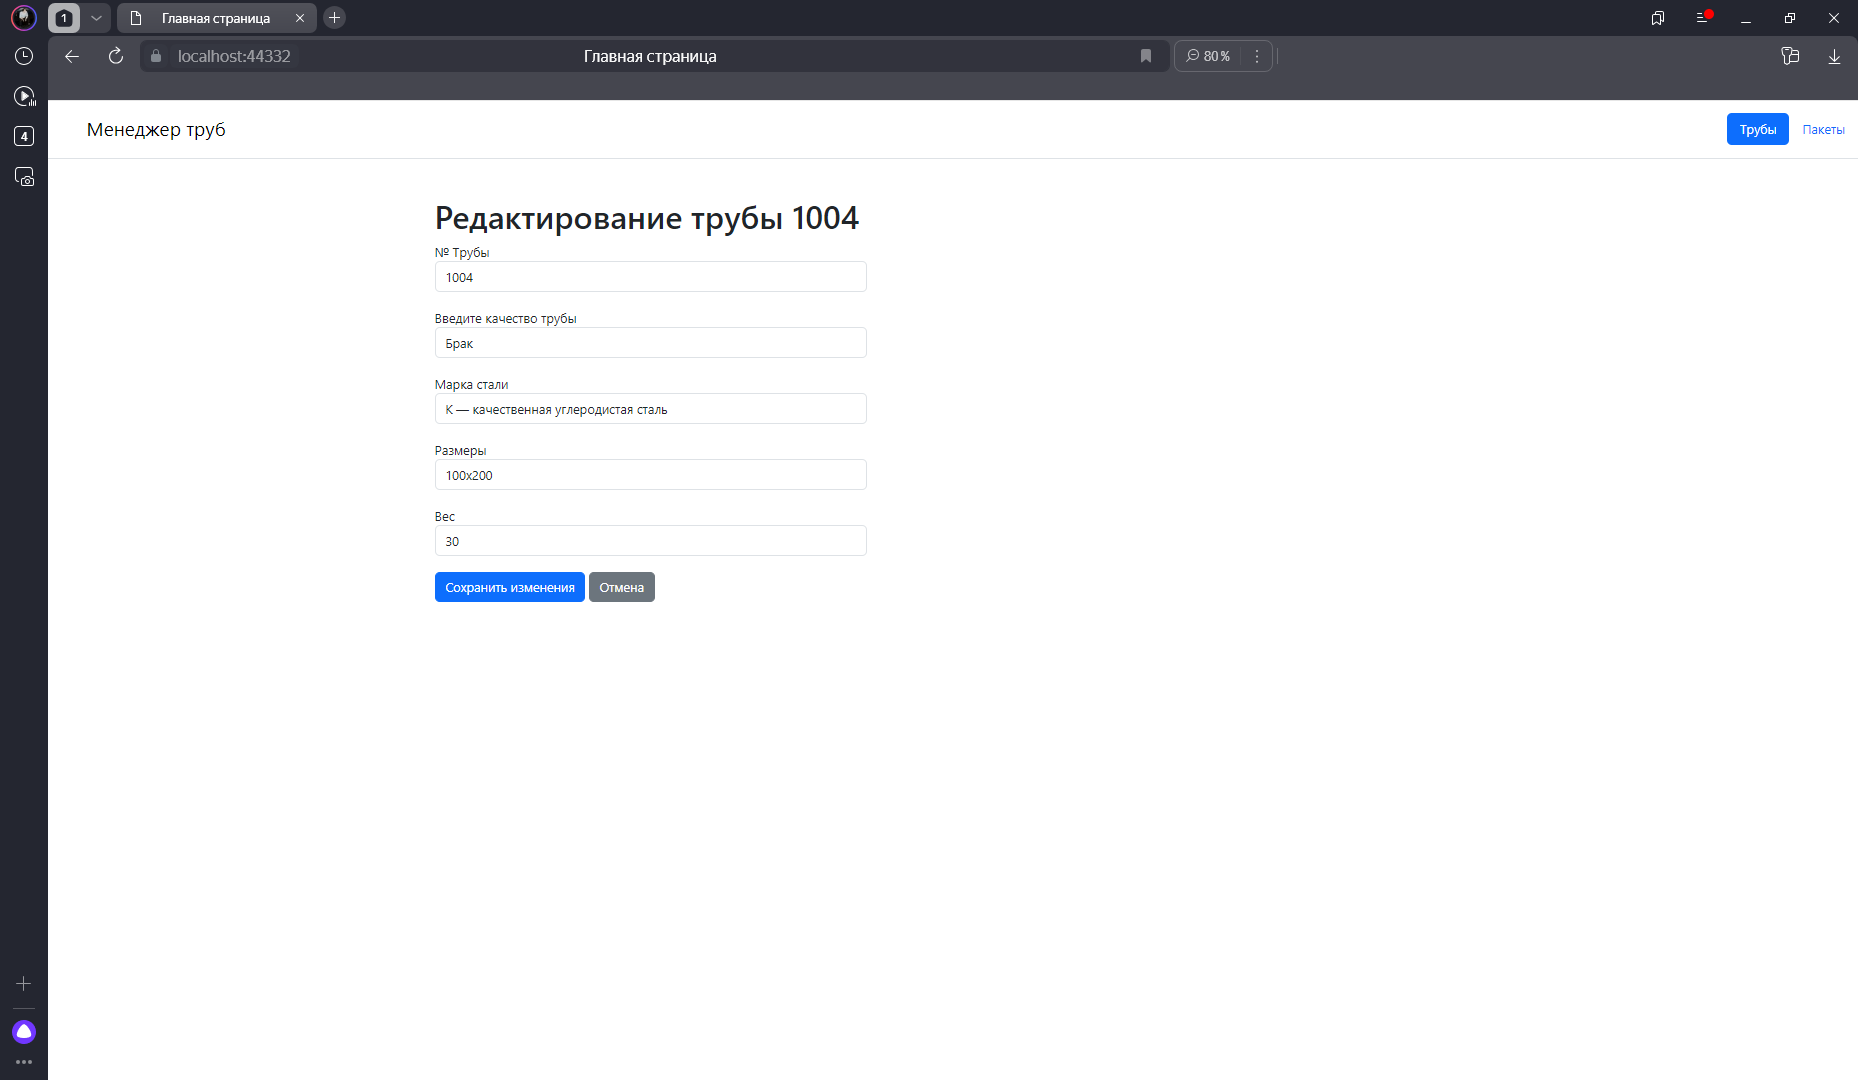 1
Главная страница
localhost:44332
Главная страница
80%
4
Менеджер труб
Трубы
Пакеты
Редактирование трубы 1004
№ Трубы
1004
Введите качество трубы
Брак
Марка стали
К — качественная углеродистая сталь
Размеры
100x200
Вес
30
Сохранить изменения
Отмена